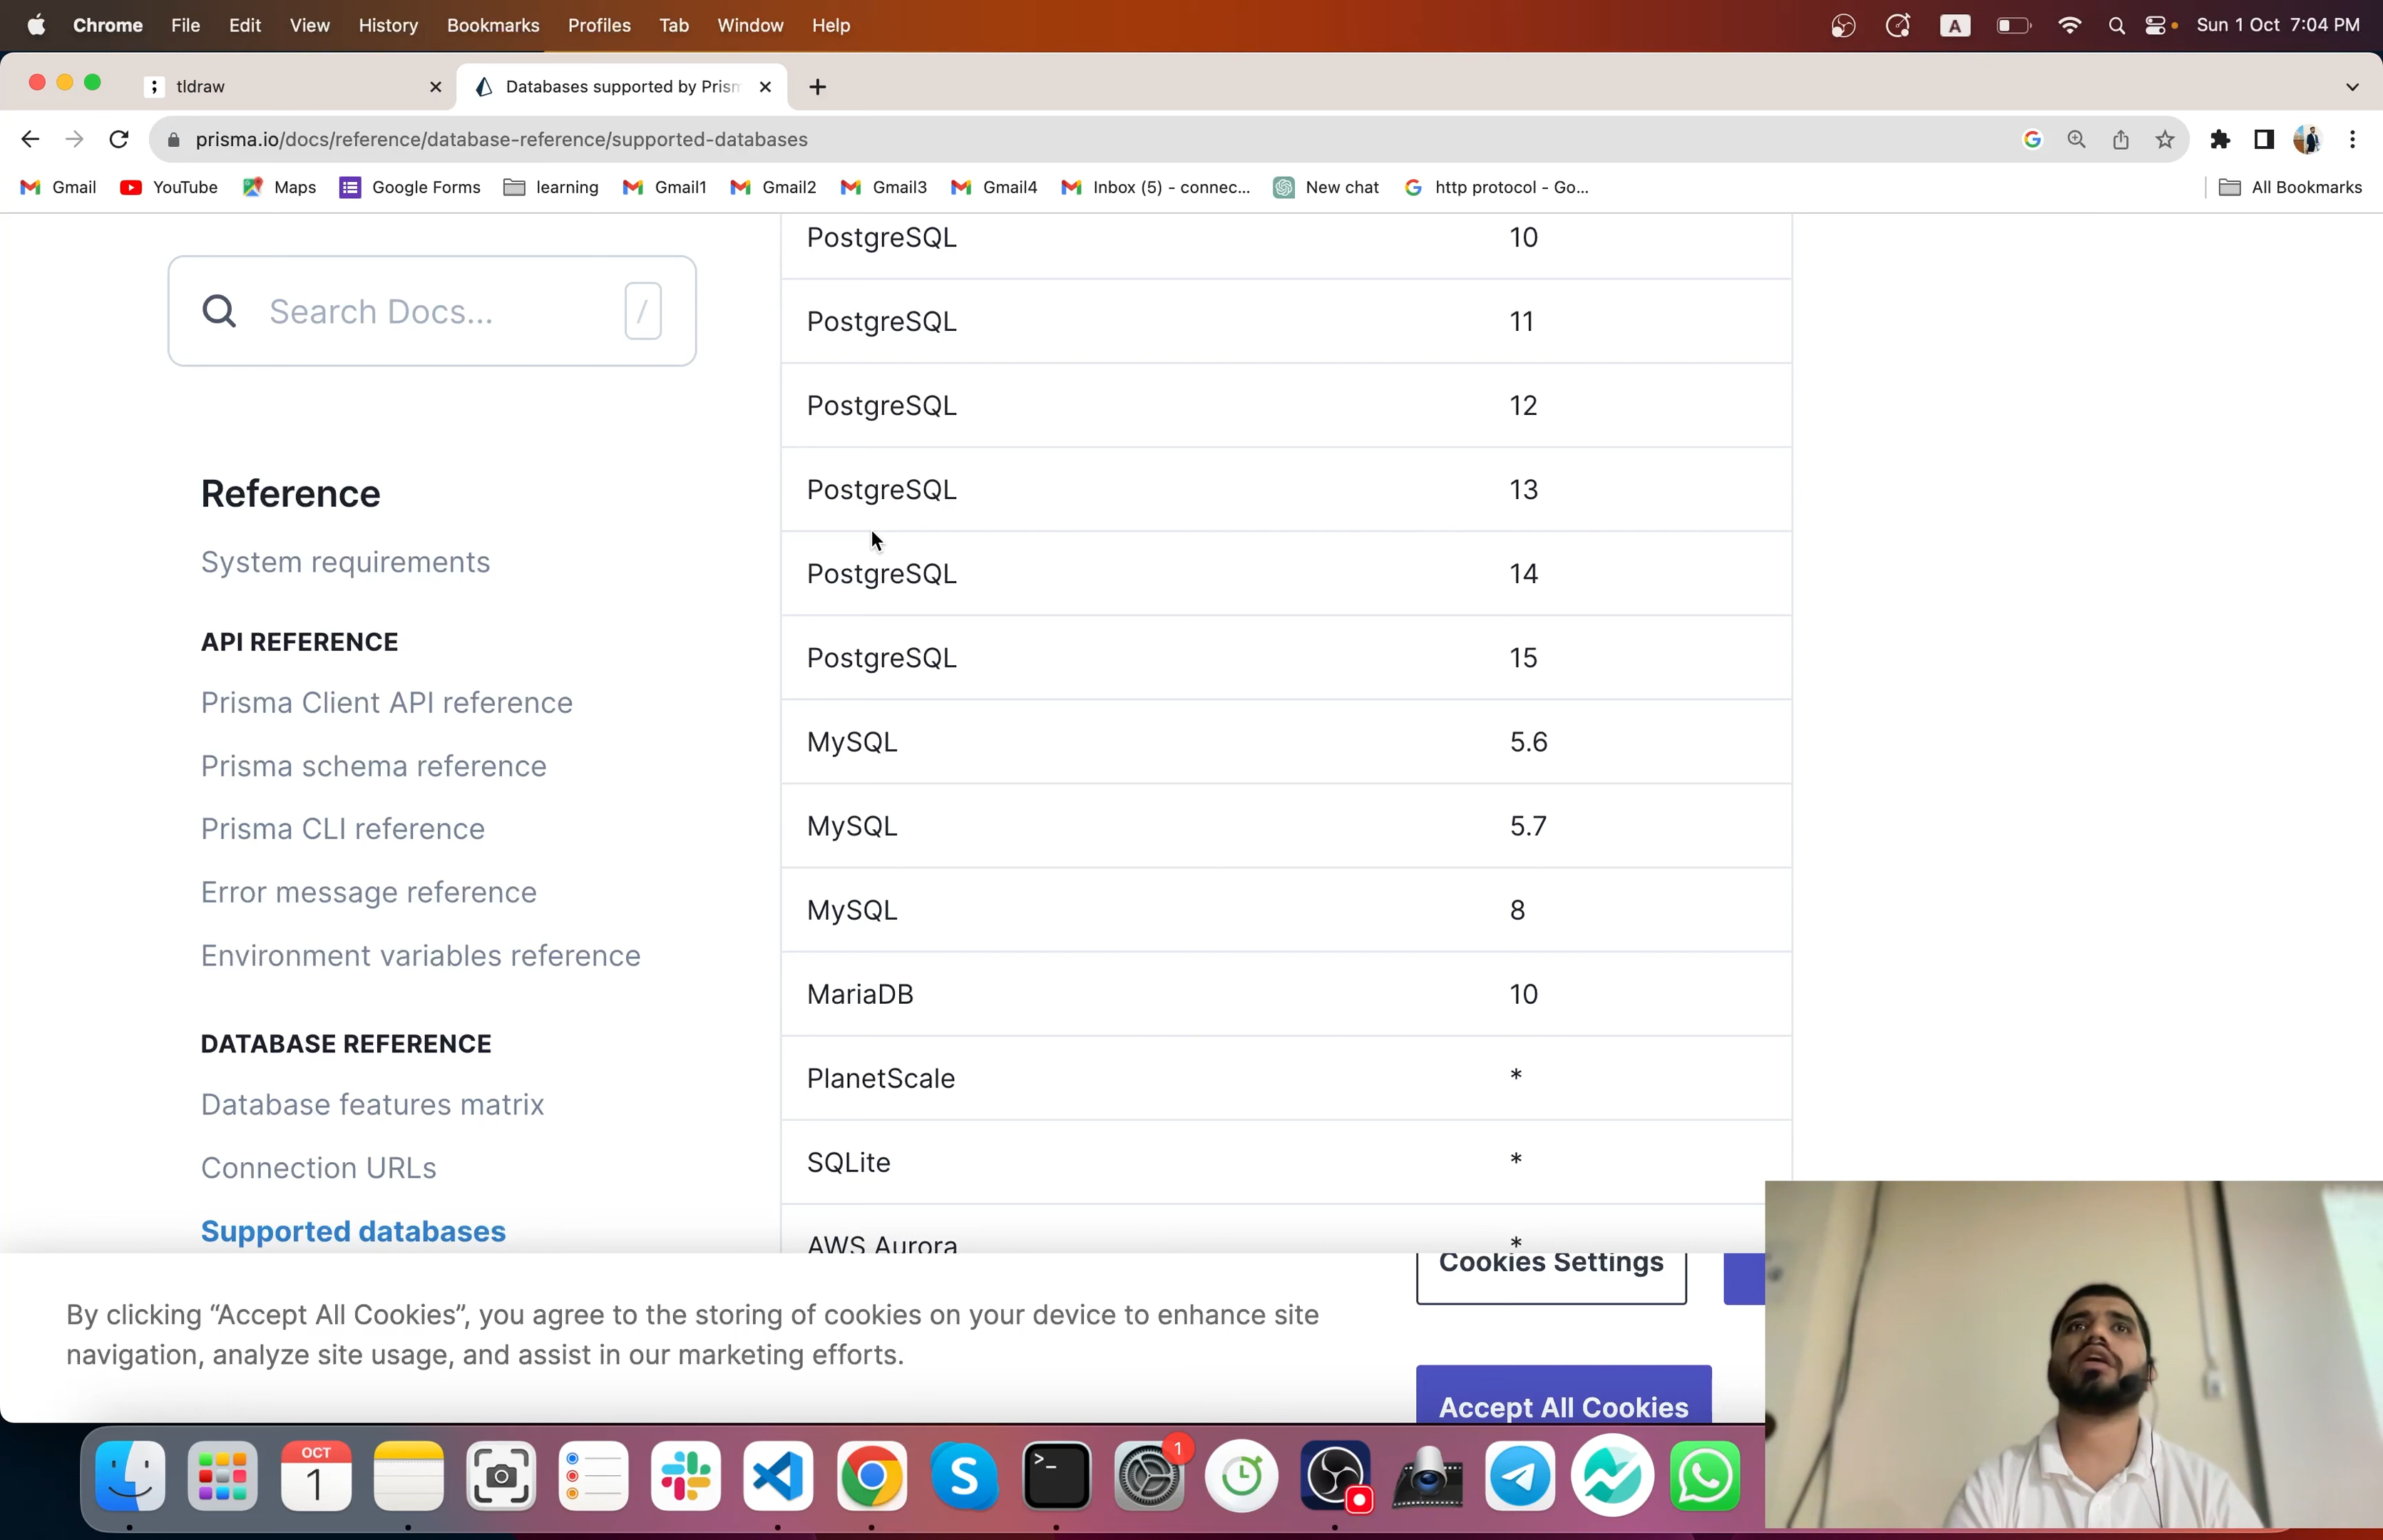 Chrome File Edit View History Bookmarks Profiles Tab Window Help A Sun 1 Oct 7:04 PM
tldraw Databases supported by Prism
prisma.io/docs/reference/database-reference/supported-databases
Gmail YouTube Maps Google Forms learning Gmail1 Gmail2 Gmail3 Gmail4 Inbox (5) - connec... New chat http protocol - Go... All Bookmarks
Search Docs... /
Reference
System requirements
API REFERENCE
Prisma Client API reference
Prisma schema reference
Prisma CLI reference
Error message reference
Environment variables reference
DATABASE REFERENCE
Database features matrix
Connection URLs
Supported databases
PostgreSQL 10
PostgreSQL 11
PostgreSQL 12
PostgreSQL 13
PostgreSQL 14
PostgreSQL 15
MySQL 5.6
MySQL 5.7
MySQL 8
MariaDB 10
PlanetScale *
SQLite *
AWS Aurora *
By clicking “Accept All Cookies”, you agree to the storing of cookies on your device to enhance site
navigation, analyze site usage, and assist in our marketing efforts.
Cookies Settings
Accept All Cookies
OCT
1
S
>_
1